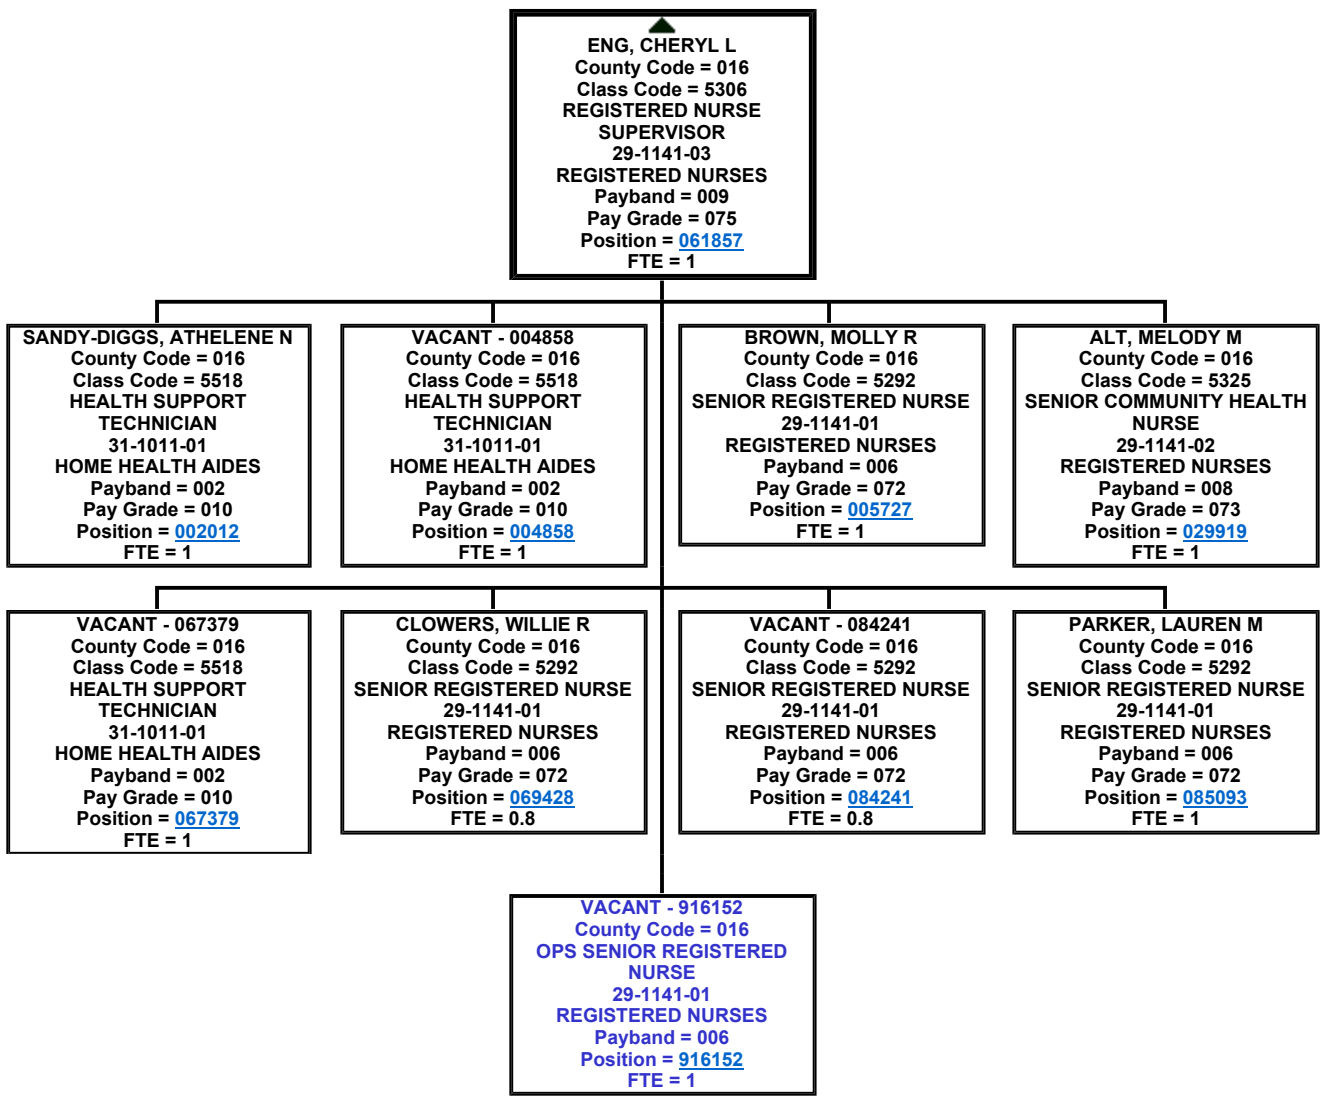 ENG, CHERYL L
County Code = 016
Class Code = 5306
REGISTERED NURSE
SUPERVISOR
29-1141-03
REGISTERED NURSES
Payband = 009
Pay Grade = 075
Position = 061857
FTE = 1
SANDY-DIGGS, ATHELENE N
County Code = 016
Class Code = 5518
HEALTH SUPPORT
TECHNICIAN
31-1011-01
HOME HEALTH AIDES
Payband = 002
Pay Grade = 010
Position = 002012
FTE = 1
VACANT - 004858
County Code = 016
Class Code = 5518
HEALTH SUPPORT
TECHNICIAN
31-1011-01
HOME HEALTH AIDES
Payband = 002
Pay Grade = 010
Position = 004858
FTE = 1
BROWN, MOLLY R
County Code = 016
Class Code = 5292
SENIOR REGISTERED NURSE
29-1141-01
REGISTERED NURSES
Payband = 006
Pay Grade = 072
Position = 005727
FTE = 1
ALT, MELODY M
County Code = 016
Class Code = 5325
SENIOR COMMUNITY HEALTH
NURSE
29-1141-02
REGISTERED NURSES
Payband = 008
Pay Grade = 073
Position = 029919
FTE = 1
VACANT - 067379
County Code = 016
Class Code = 5518
HEALTH SUPPORT
TECHNICIAN
31-1011-01
HOME HEALTH AIDES
Payband = 002
Pay Grade = 010
Position = 067379
FTE = 1
CLOWERS, WILLIE R
County Code = 016
Class Code = 5292
SENIOR REGISTERED NURSE
29-1141-01
REGISTERED NURSES
Payband = 006
Pay Grade = 072
Position = 069428
FTE = 0.8
VACANT - 084241
County Code = 016
Class Code = 5292
SENIOR REGISTERED NURSE
29-1141-01
REGISTERED NURSES
Payband = 006
Pay Grade = 072
Position = 084241
FTE = 0.8
PARKER, LAUREN M
County Code = 016
Class Code = 5292
SENIOR REGISTERED NURSE
29-1141-01
REGISTERED NURSES
Payband = 006
Pay Grade = 072
Position = 085093
FTE = 1
VACANT - 916152
County Code = 016
OPS SENIOR REGISTERED
NURSE
29-1141-01
REGISTERED NURSES
Payband = 006
Position = 916152
FTE = 1